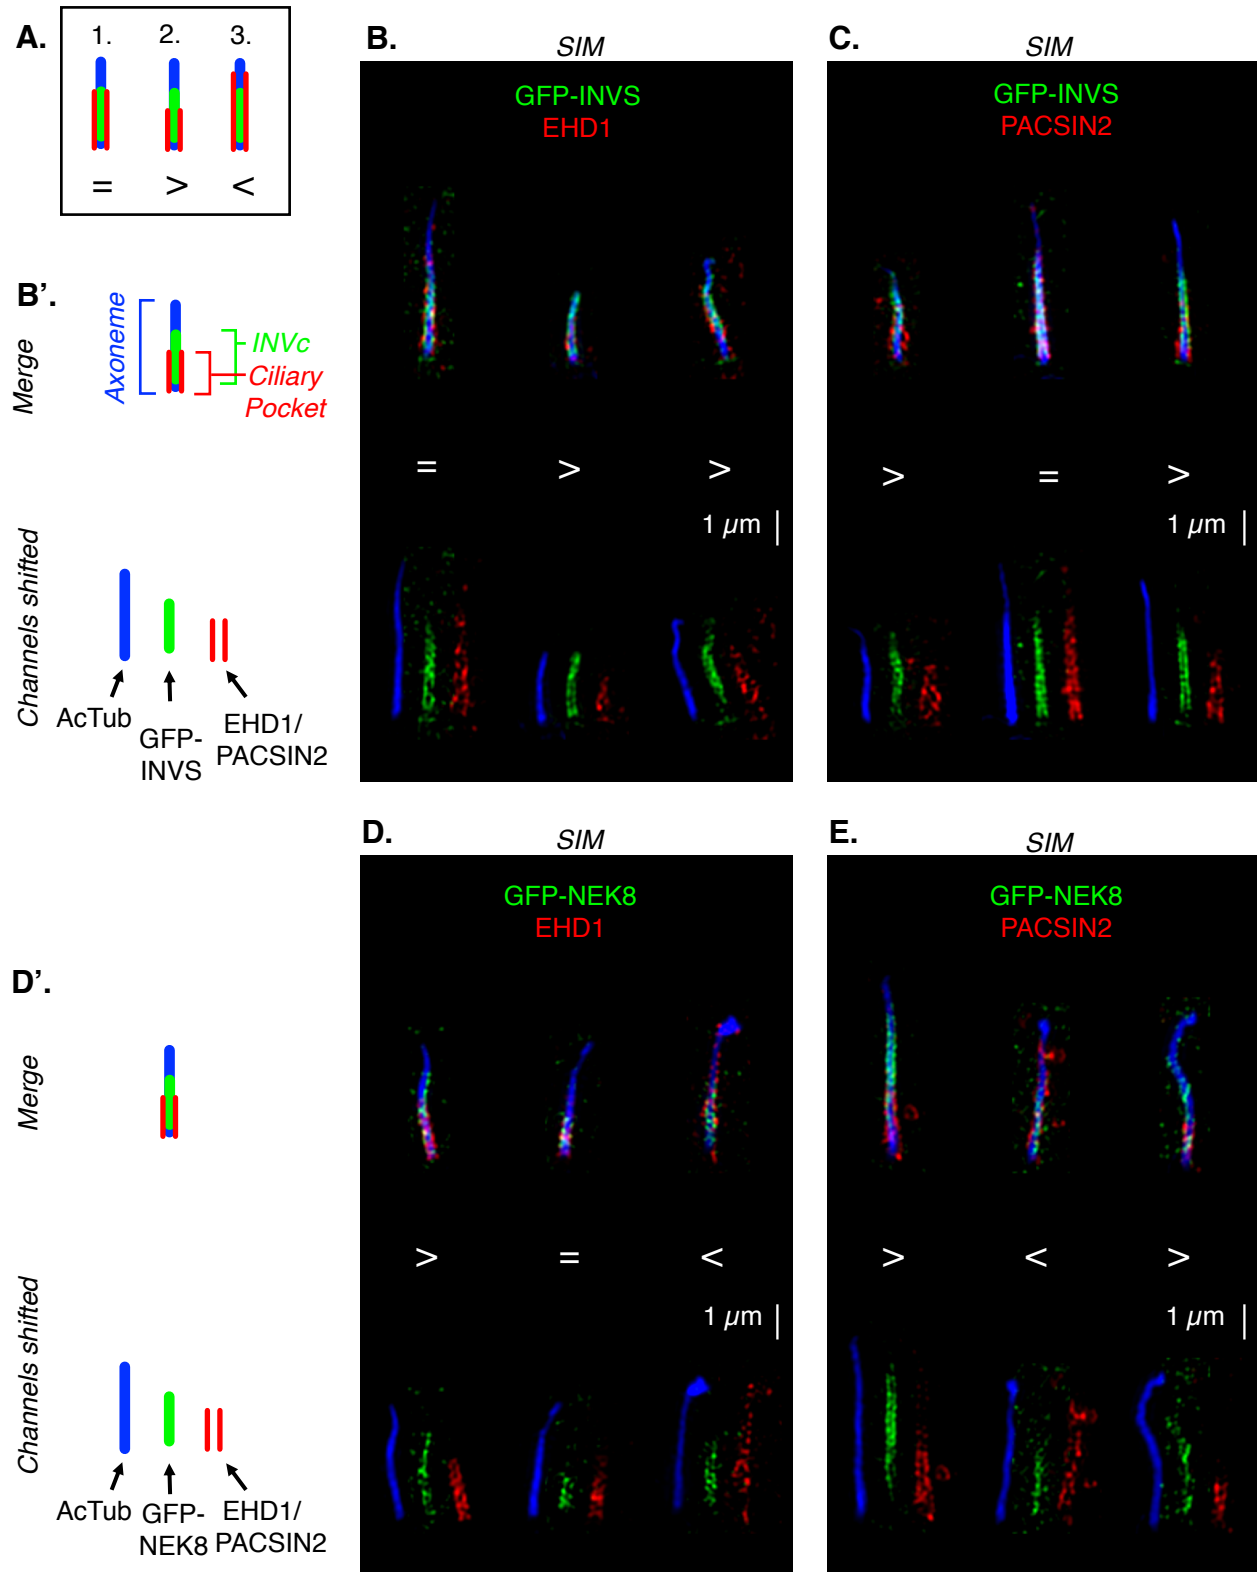 A.
1. 2. 3.
= > <
B.
SIM
GFP-INVS
EHD1
= > >
1 µm
C.
SIM
GFP-INVS
PACSIN2
> = >
1 µm
B’.
Merge
Axoneme
INVc
Ciliary
Pocket
Channels shifted
AcTub
GFP-
INVS
EHD1/
PACSIN2
D.
SIM
GFP-NEK8
EHD1
> = <
1 µm
E.
SIM
GFP-NEK8
PACSIN2
> < >
1 µm
D’.
Merge
Channels shifted
AcTub
GFP-
NEK8
EHD1/
PACSIN2